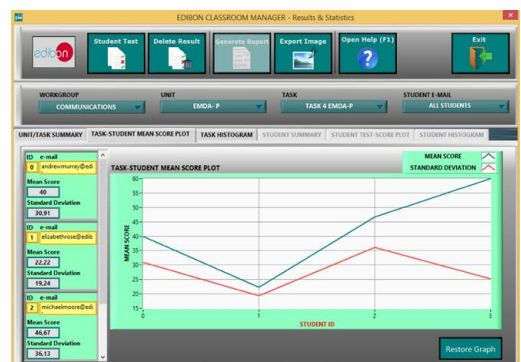 EDIBON CLASSROOM MANAGER - Results & Statistics
edibon
Student Test
Delete Result
Generate Report
Export Image
Open Help (F1)
Exit
WORKGROUP
UNIT
TASK
STUDENT E-MAIL
COMMUNICATIONS
EMDA- P
TASK 4 EMDA-P
ALL STUDENTS
UNIT/TASK SUMMARY
TASK-STUDENT MEAN SCORE PLOT
TASK HISTOGRAM
STUDENT SUMMARY
STUDENT TEST-SCORE PLOT
STUDENT HISTOGRAM
ID e-mail
0 andrewmurray@edi
Mean Score
40
Standard Deviation
30,91
ID e-mail
1 elizabethrose@edib
Mean Score
22,22
Standard Deviation
19,24
ID e-mail
2 michaelmoore@edi
Mean Score
46,67
Standard Deviation
36,13
TASK-STUDENT MEAN SCORE PLOT
MEAN SCORE
STANDARD DEVIATION
MEAN SCORE
60
55
50
45
40
35
30
25
20
15
0
1
2
3
STUDENT ID
Restore Graph